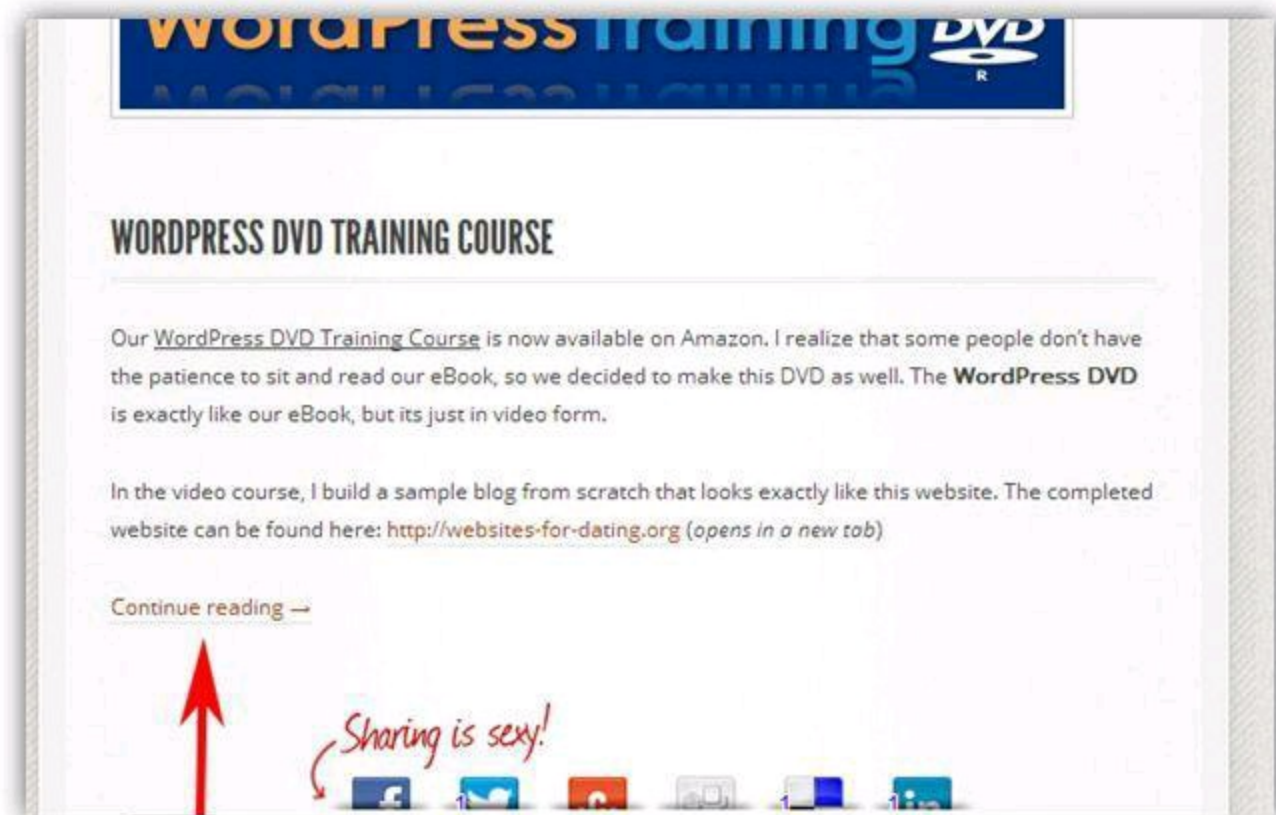 WordPress Training DVD
R
WORDPRESS DVD TRAINING COURSE
Our WordPress DVD Training Course is now available on Amazon. I realize that some people don't have
the patience to sit and read our eBook, so we decided to make this DVD as well. The WordPress DVD
is exactly like our eBook, but its just in video form.
In the video course, I build a sample blog from scratch that looks exactly like this website. The completed
website can be found here: http://websites-for-dating.org (opens in a new tab)
Continue reading →
Sharing is sexy!
f 1 1 in